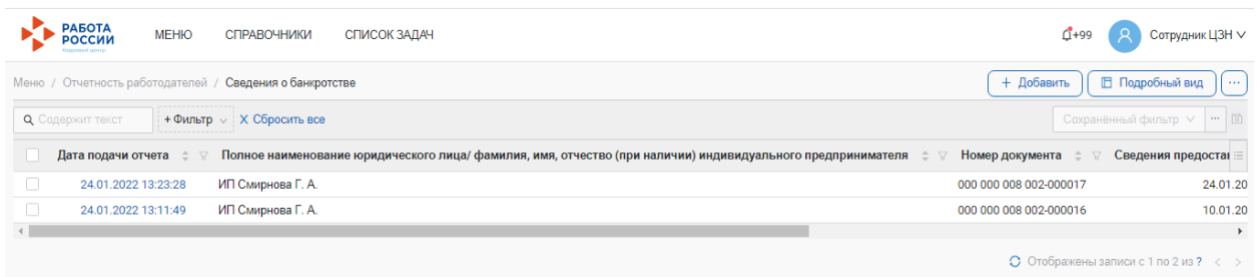 РАБОТА РОССИИ
Кадровый центр
МЕНЮ СПРАВОЧНИКИ СПИСОК ЗАДАЧ +99 Сотрудник ЦЗН
Меню / Отчетность работодателей / Сведения о банкротстве + Добавить Подробный вид ...
Содержит текст + Фильтр X Сбросить все Сохранённый фильтр ...
Дата подачи отчета Полное наименование юридического лица/ фамилия, имя, отчество (при наличии) индивидуального предпринимателя Номер документа Сведения предостав
24.01.2022 13:23:28 ИП Смирнова Г. А. 000 000 008 002-000017 24.01.20
24.01.2022 13:11:49 ИП Смирнова Г. А. 000 000 008 002-000016 10.01.20
Отображены записи с 1 по 2 из ? < >